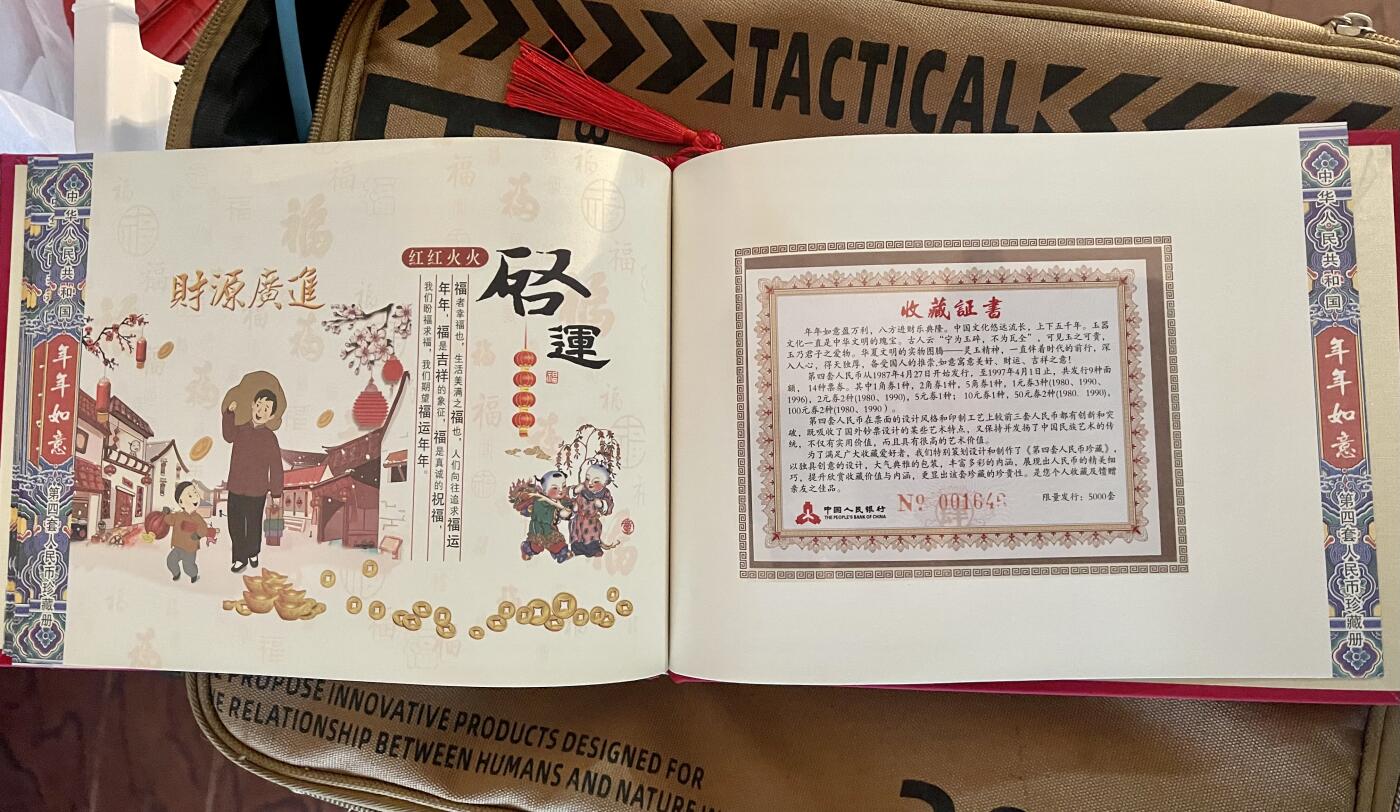 TACTICAL
中华人民共和国
年年如意
第四套人民币珍藏册
財源廣進
红红火火
启運
福者幸福也，生活美满之福也，人们向往追求福运
年年，福是吉祥的象征，福是真诚的祝福，
我们盼福求福，我们期望福运年年。
收藏証書
年年如意盈万利，八方进财乐典隆。中国文化悠远流长，上下五千年。玉器
文化一直是中华文明的瑰宝。古人云“宁为玉碎，不为瓦全”，可见玉之可贵，
玉乃君子之爱物。华夏文明的实物图腾——灵玉精神，一直伴着时代的前行，深
入人心，得天独厚，备受国人的推崇,如意寓意美好、财运、吉祥之意！
第四套人民币从1987年4月27日开始发行，至1997年4月1日止，共发行9种面
额，14种票券。其中1角券1种，2角券1种，5角券1种，1元券3种(1980、1990、
1996)，2元券2种(1980、1990)，5元券1种；10元券1种，50元券2种(1980、1990)，
100元券2种(1980、1990）。
第四套人民币在票面的设计风格和印制工艺上较前三套人民币都有创新和突
破，既吸收了国外钞票设计的某些艺术特点，又保持并发扬了中国民族艺术的传
统，不仅有实用价值，而且具有很高的艺术价值。
为了满足广大收藏爱好者，我们特别策划设计和制作了《第四套人民币珍藏》，
以独具创意的设计，大气典雅的包装，丰富多彩的内涵，展现出人民币的精美细
巧，提升欣赏收藏价值与内涵，更显出该套珍藏的珍贵性。是您个人收藏及馈赠
亲友之佳品。
中国人民银行
THE PEOPLE'S BANK OF CHINA
Nº 001649
限量发行：5000套
中华人民共和国
年年如意
第四套人民币珍藏册
PROPOSE INNOVATIVE PRODUCTS DESIGNED FOR
RELATIONSHIP BETWEEN HUMANS AND NATURE